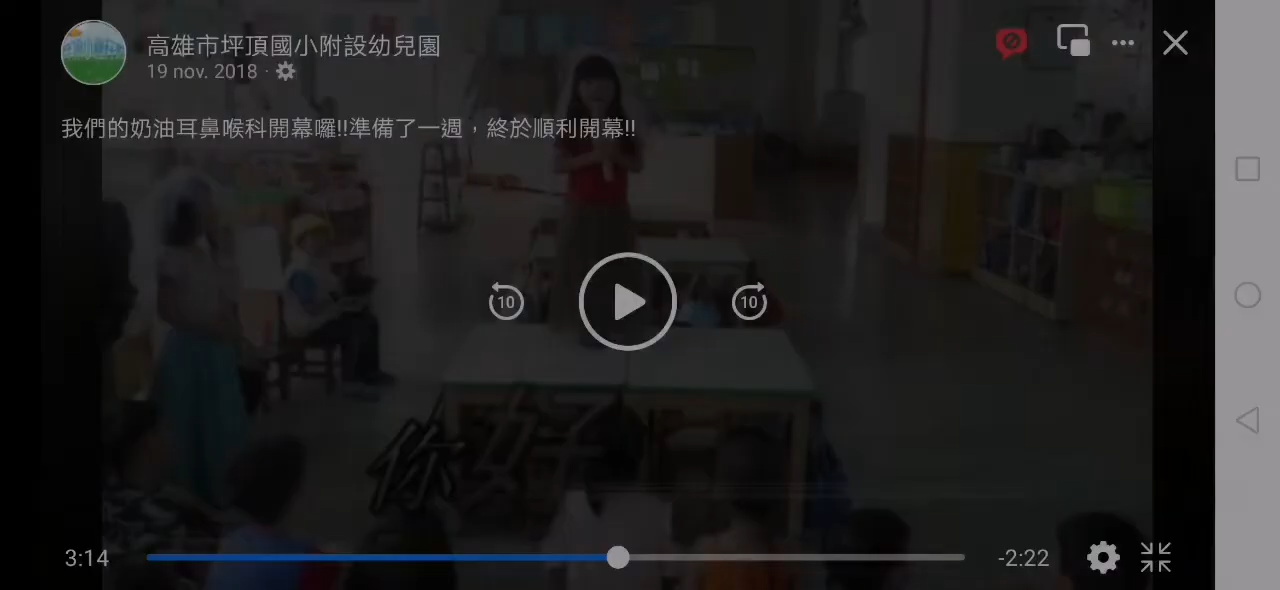 高雄市坪頂國小附設幼兒園
19 nov. 2018 ·
我們的奶油耳鼻喉科開幕囉!!準備了一週，終於順利開幕!!
10
10
你好
3:14
-2:22